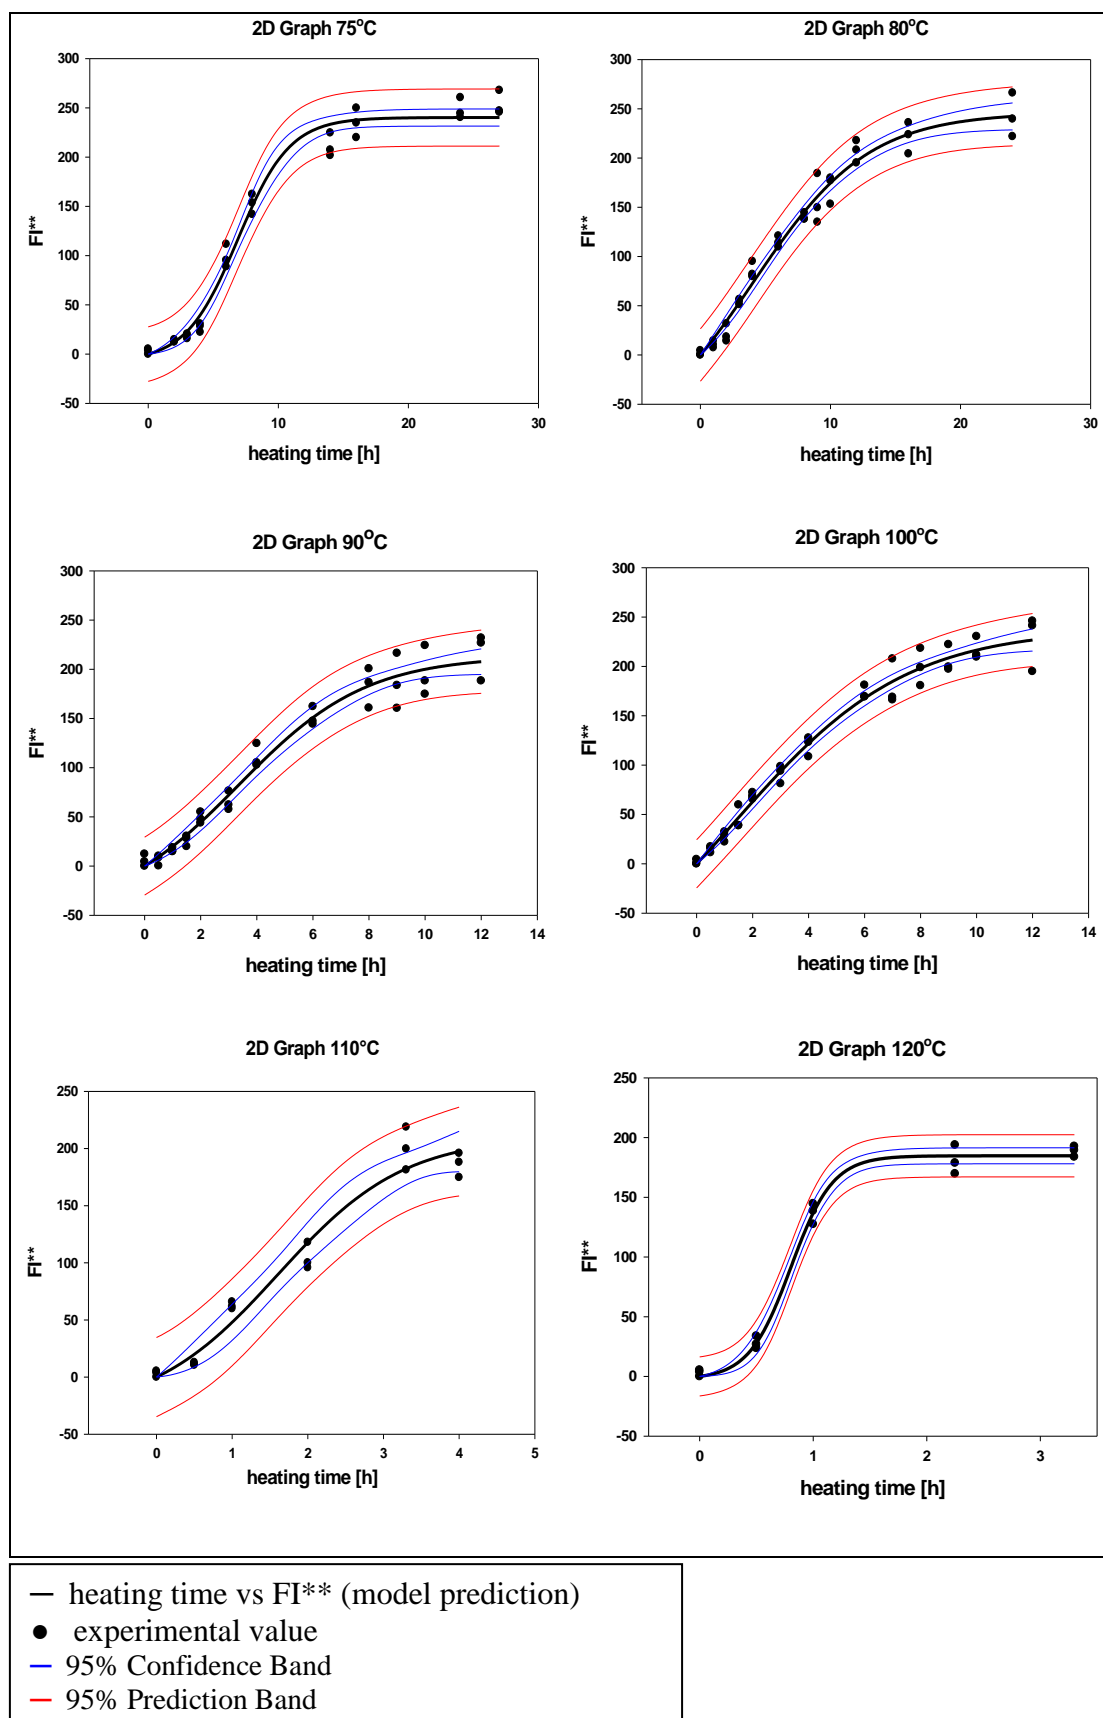 2D Graph 75°C
300
250
200
150
100
50
0
-50
FI**
0 10 20 30
heating time [h]
2D Graph 80°C
300
250
200
150
100
50
0
-50
FI**
0 10 20 30
heating time [h]
2D Graph 90°C
300
250
200
150
100
50
0
-50
FI**
0 2 4 6 8 10 12 14
heating time [h]
2D Graph 100°C
300
250
200
150
100
50
0
-50
FI**
0 2 4 6 8 10 12 14
heating time [h]
2D Graph 110°C
250
200
150
100
50
0
-50
FI**
0 1 2 3 4 5
heating time [h]
2D Graph 120°C
250
200
150
100
50
0
-50
FI**
0 1 2 3
heating time [h]
heating time vs FI** (model prediction)
experimental value
95% Confidence Band
95% Prediction Band